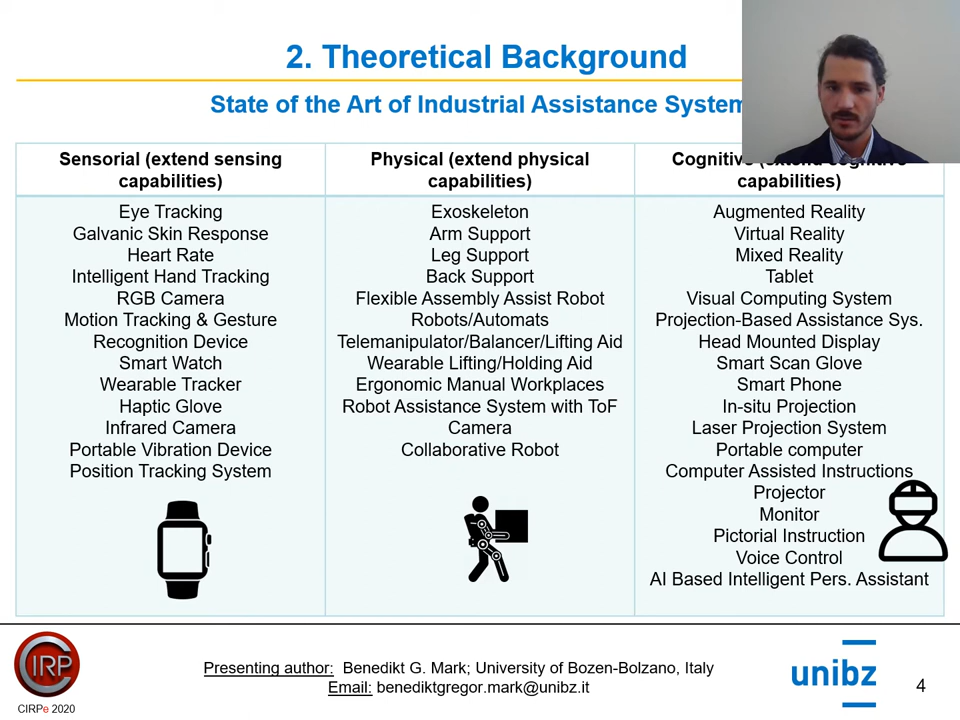 2. Theoretical Background
State of the Art of Industrial Assistance System
Sensorial (extend sensing
capabilities)
Eye Tracking
Galvanic Skin Response
Heart Rate
Intelligent Hand Tracking
RGB Camera
Motion Tracking & Gesture
Recognition Device
Smart Watch
Wearable Tracker
Haptic Glove
Infrared Camera
Portable Vibration Device
Position Tracking System
Physical (extend physical
capabilities)
Exoskeleton
Arm Support
Leg Support
Back Support
Flexible Assembly Assist Robot
Robots/Automats
Telemanipulator/Balancer/Lifting Aid
Wearable Lifting/Holding Aid
Ergonomic Manual Workplaces
Robot Assistance System with ToF
Camera
Collaborative Robot
Cognitive (extend cognitive
capabilities)
Augmented Reality
Virtual Reality
Mixed Reality
Tablet
Visual Computing System
Projection-Based Assistance Sys.
Head Mounted Display
Smart Scan Glove
Smart Phone
In-situ Projection
Laser Projection System
Portable computer
Computer Assisted Instructions
Projector
Monitor
Pictorial Instruction
Voice Control
AI Based Intelligent Pers. Assistant
CIRP
CIRPe 2020
Presenting author: Benedikt G. Mark; University of Bozen-Bolzano, Italy
Email: benediktgregor.mark@unibz.it
unibz
4